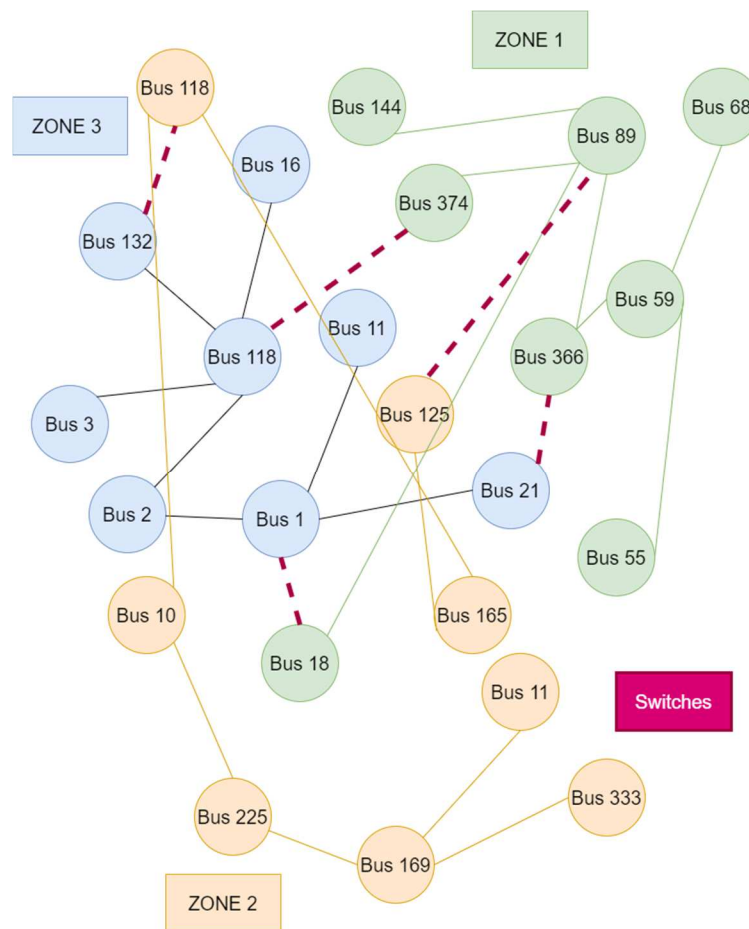 ZONE 1
Bus 118
Bus 144
Bus 68
ZONE 3
Bus 89
Bus 16
Bus 374
Bus 132
Bus 59
Bus 11
Bus 118
Bus 366
Bus 125
Bus 3
Bus 21
Bus 2
Bus 1
Bus 55
Bus 10
Bus 165
Bus 18
Bus 11
Switches
Bus 333
Bus 225
Bus 169
ZONE 2